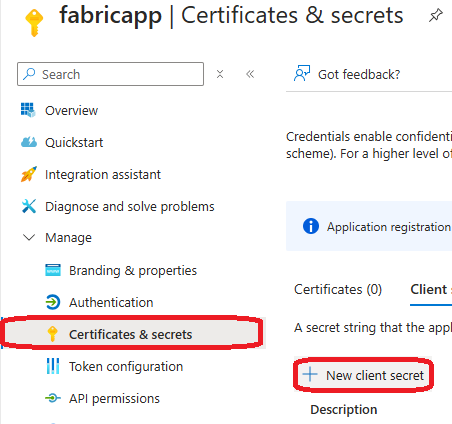 fabricapp | Certificates & secrets
Search
Got feedback?
Overview
Quickstart
Integration assistant
Diagnose and solve problems
Manage
Branding & properties
Authentication
Certificates & secrets
Token configuration
API permissions
Credentials enable confidenti
scheme). For a higher level of
Application registration
Certificates (0) Client
A secret string that the appl
New client secret
Description